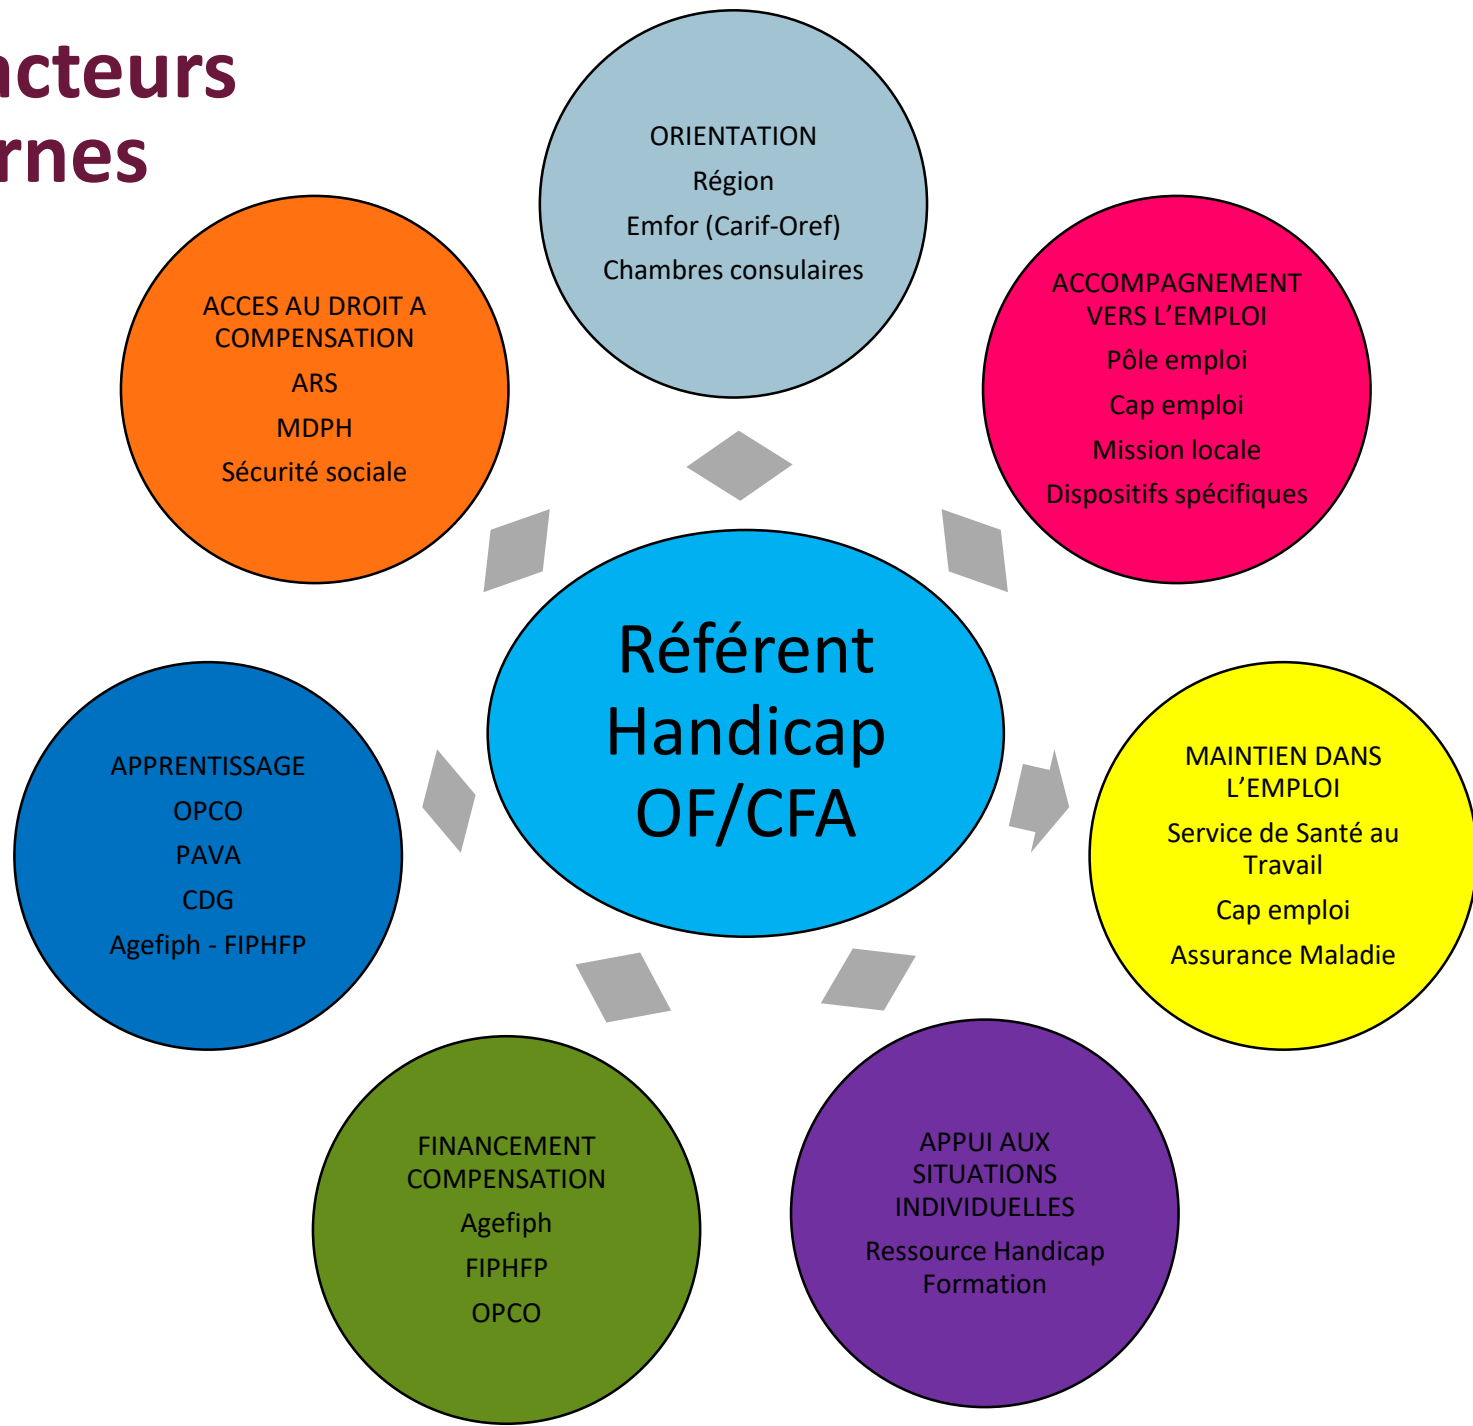 acteurs
rnes
ORIENTATION
Région
Emfor (Carif-Oref)
Chambres consulaires
ACCES AU DROIT A
COMPENSATION
ARS
MDPH
Sécurité sociale
ACCOMPAGNEMENT
VERS L’EMPLOI
Pôle emploi
Cap emploi
Mission locale
Dispositifs spécifiques
Référent
Handicap
OF/CFA
APPRENTISSAGE
OPCO
PAVA
CDG
Agefiph - FIPHFP
MAINTIEN DANS
L’EMPLOI
Service de Santé au
Travail
Cap emploi
Assurance Maladie
FINANCEMENT
COMPENSATION
Agefiph
FIPHFP
OPCO
APPUI AUX
SITUATIONS
INDIVIDUELLES
Ressource Handicap
Formation